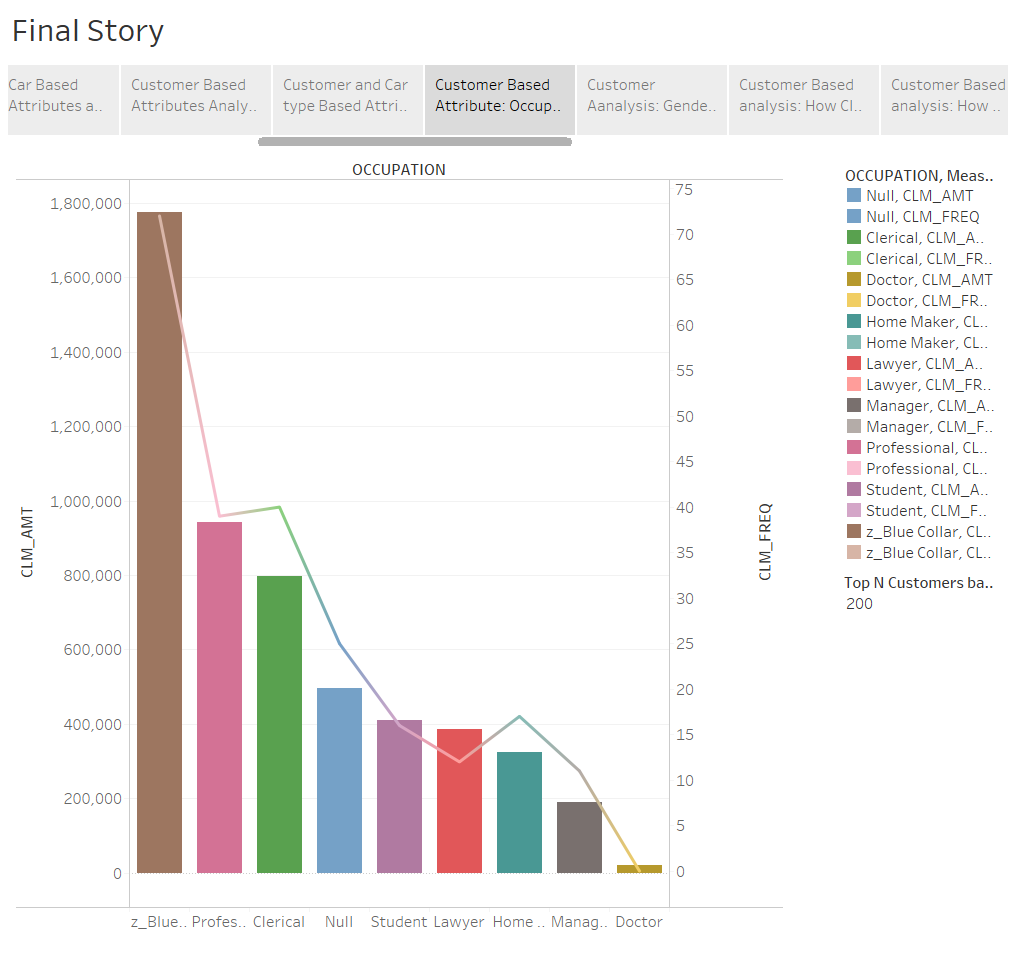 Final Story
Car Based
Attributes a..
Customer Based
Attributes Analy..
Customer and Car
type Based Attri..
Customer Based
Attribute: Occup..
Customer
Aanalysis: Gende..
Customer Based
analysis: How Cl..
Customer Based
analysis: How ..
OCCUPATION
1,800,000
1,600,000
1,400,000
1,200,000
1,000,000
800,000
600,000
400,000
200,000
0
CLM_AMT
75
70
65
60
55
50
45
40
35
30
25
20
15
10
5
0
CLM_FREQ
z_Blue.. Profes.. Clerical Null Student Lawyer Home .. Manag.. Doctor
OCCUPATION, Meas..
Null, CLM_AMT
Null, CLM_FREQ
Clerical, CLM_A..
Clerical, CLM_FR..
Doctor, CLM_AMT
Doctor, CLM_FR..
Home Maker, CL..
Home Maker, CL..
Lawyer, CLM_A..
Lawyer, CLM_FR..
Manager, CLM_A..
Manager, CLM_F..
Professional, CL..
Professional, CL..
Student, CLM_A..
Student, CLM_F..
z_Blue Collar, CL..
z_Blue Collar, CL..
Top N Customers ba..
200